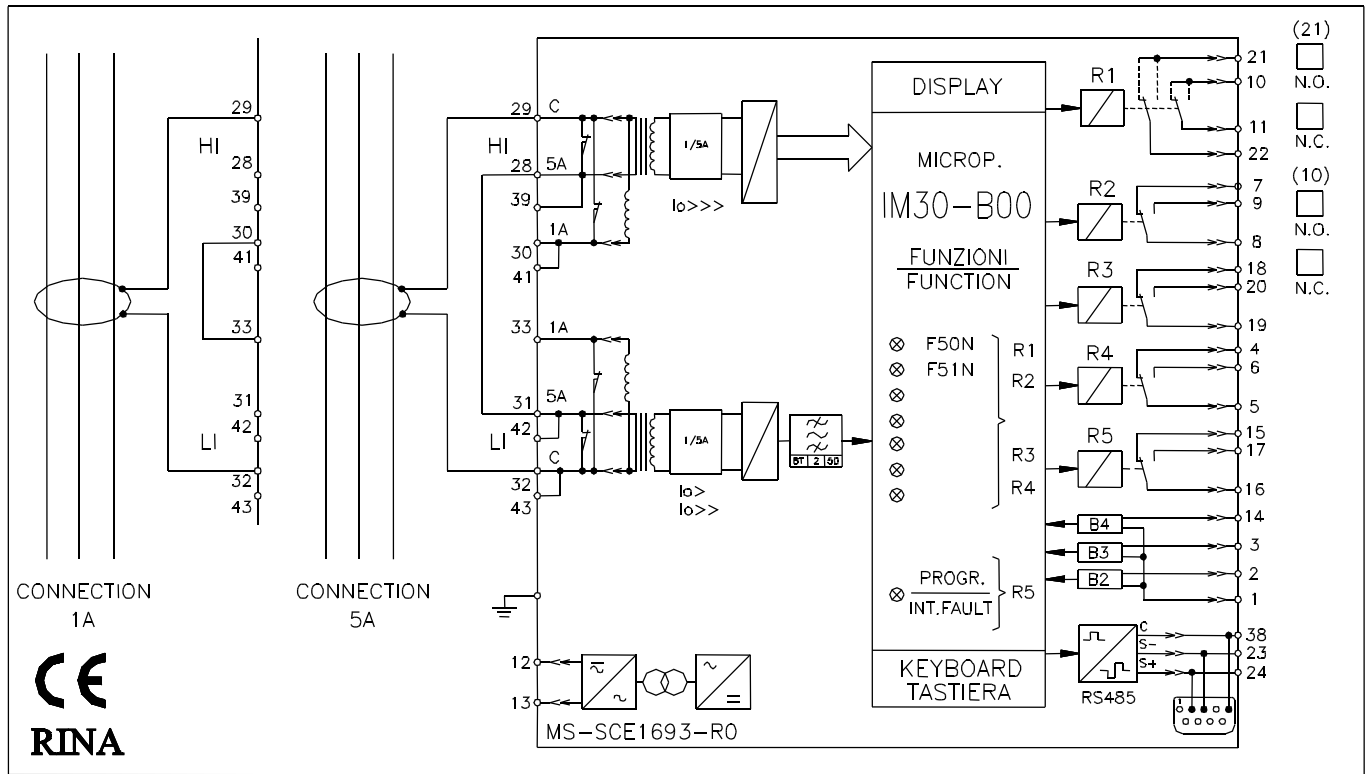 29
HI
28
39
30
41
33
31
42
LI
32
43
CONNECTION
1A
CE
RINA
CONNECTION
5A
29
HI
28
39
30
41
33
31
42
LI
32
43
12
13
C
5A
1A
1/5A
Io>>>
1A
5A
C
1/5A
Io>
Io>>
BT 2 5D
MS-SCE1693-R0
DISPLAY
MICROP.
IM30-B00
FUNZIONI
FUNCTION
F50N
F51N
R1
R2
R3
R4
PROGR.
INT.FAULT
R5
KEYBOARD
TASTIERA
R1
R2
R3
R4
R5
B4
B3
B2
RS485
C
S-
S+
1
21
10
11
22
7
9
8
18
20
19
4
6
5
15
17
16
14
3
2
1
38
23
24
(21)
N.O.
N.C.
(10)
N.O.
N.C.